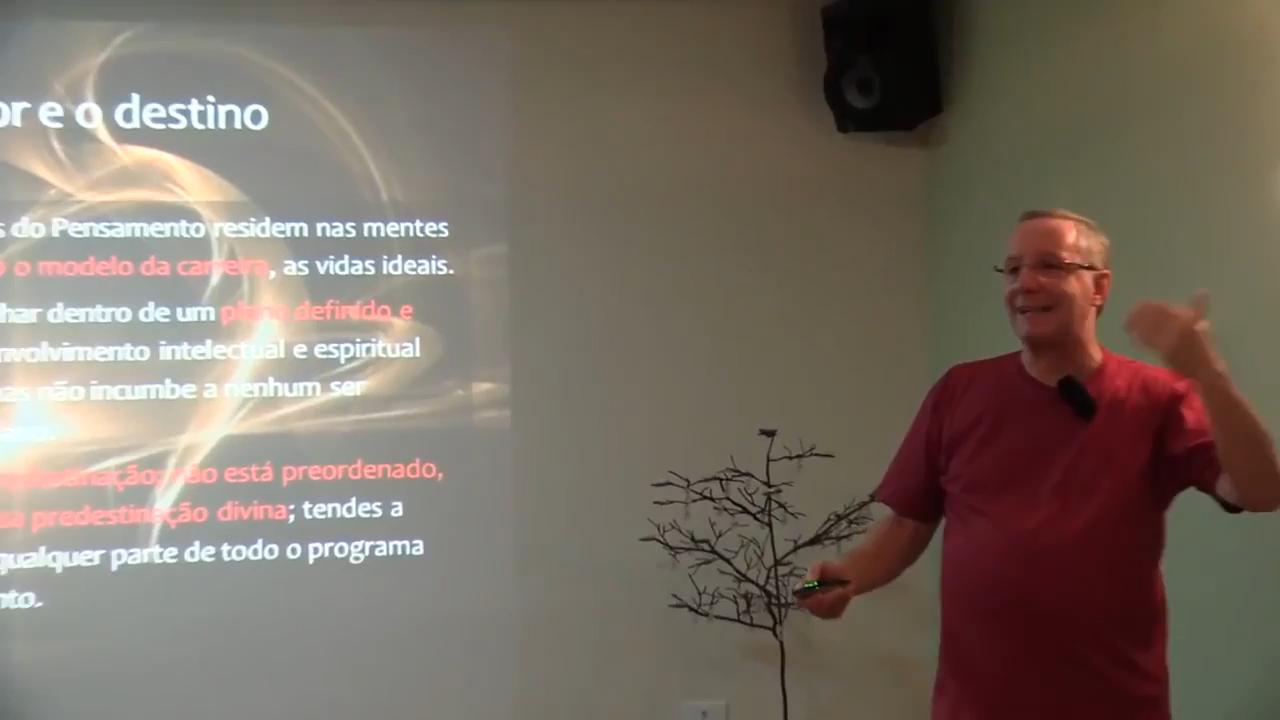 or e o destino
s do Pensamento residem nas mentes
o modelo da carreira, as vidas ideais.
har dentro de um plano definido e
nvolvimento intelectual e espiritual
as não incumbe a nenhum ser
não está preordenado,
predestinação divina; tendes a
qualquer parte de todo o programa
nto.